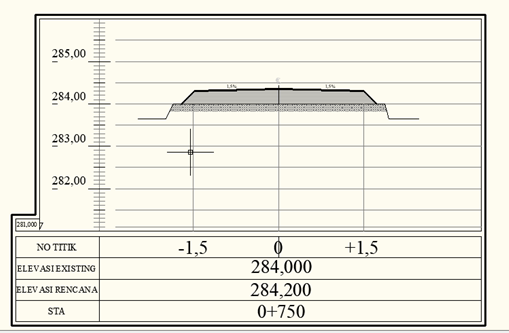 285,00
1,5% 1,5%
284,00
283,00
182,00
281,000
NO TITIK -1,5 0 +1,5
ELEVASI EXISTING 284,000
ELEVASI RENCANA 284,200
STA 0+750